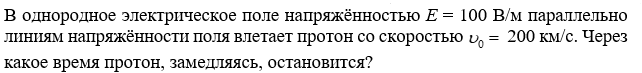 В однородное электрическое поле напряжённостью E = 100 В/м параллельно
линиям напряжённости поля влетает протон со скоростью υ₀ = 200 км/с. Через
какое время протон, замедляясь, остановится?